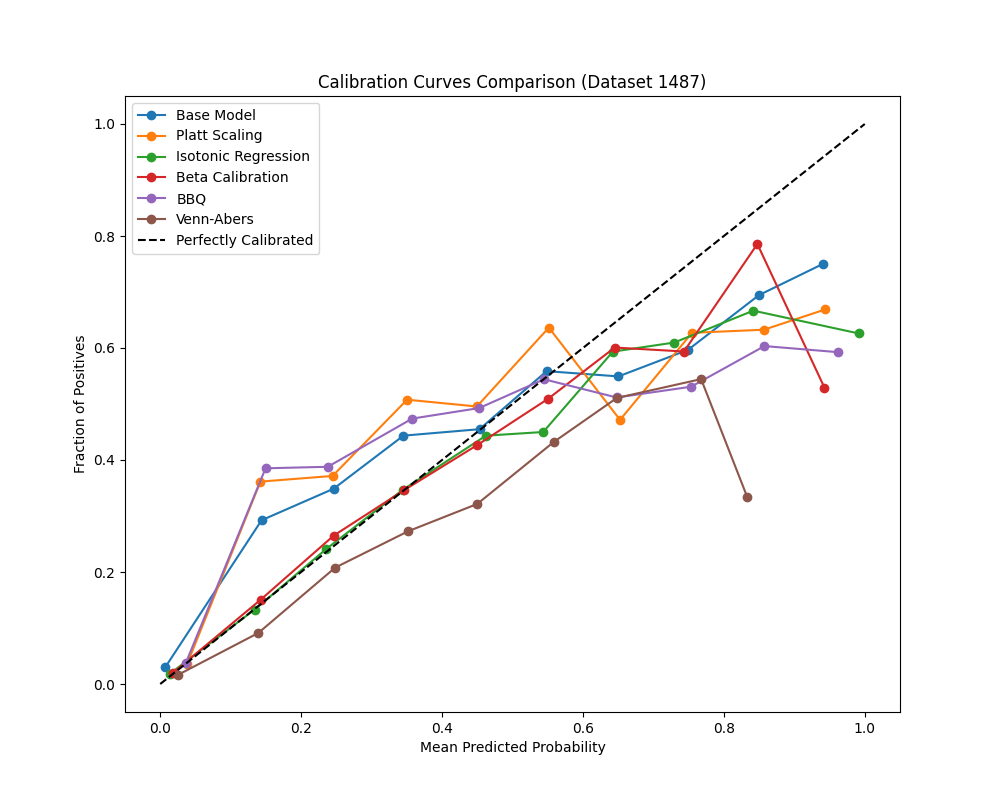 Calibration Curves Comparison (Dataset 1487)
Base Model
Platt Scaling
Isotonic Regression
Beta Calibration
BBQ
Venn-Abers
Perfectly Calibrated
Fraction of Positives
1.0
0.8
0.6
0.4
0.2
0.0
0.0 0.2 0.4 0.6 0.8 1.0
Mean Predicted Probability